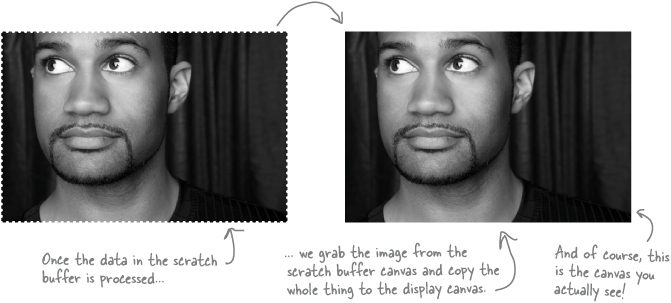 Once the data in the scratch
buffer is processed...
... we grab the image from the
scratch buffer canvas and copy the
whole thing to the display canvas.
And of course, this
is the canvas you
actually see!